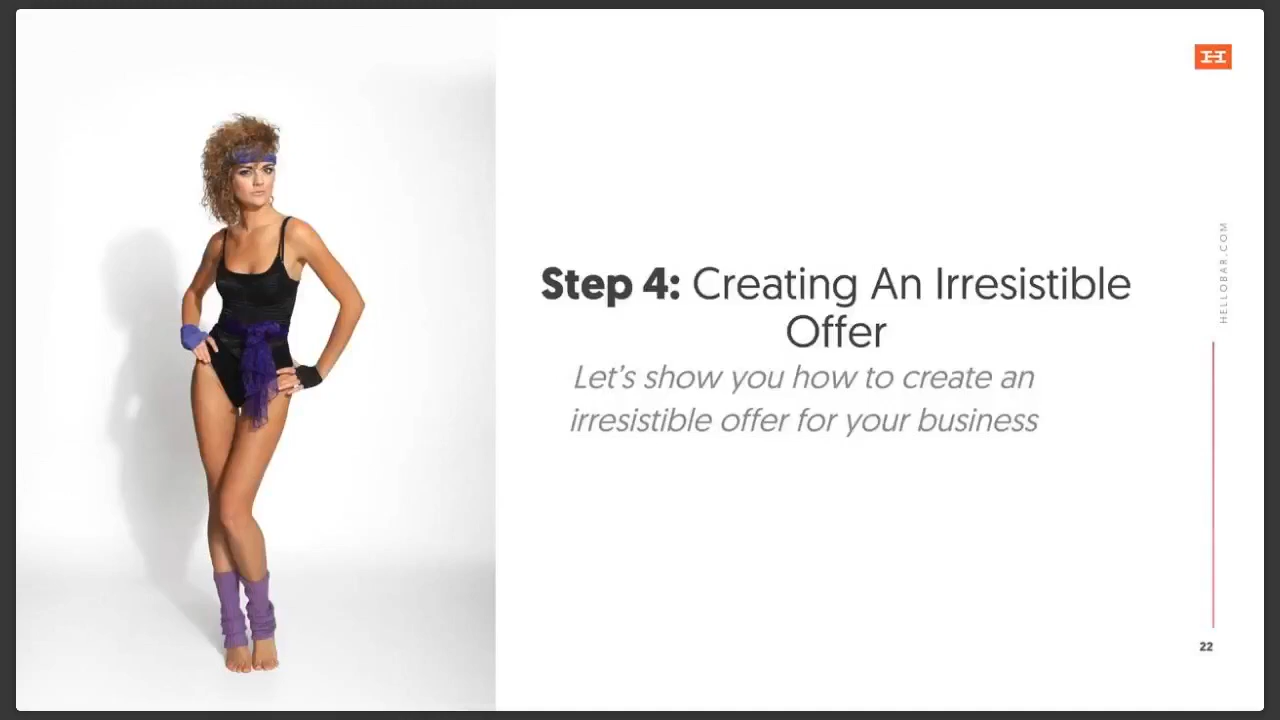 Step 4: Creating An Irresistible
Offer
Let's show you how to create an
irresistible offer for your business
H
HELLOBAR.COM
22